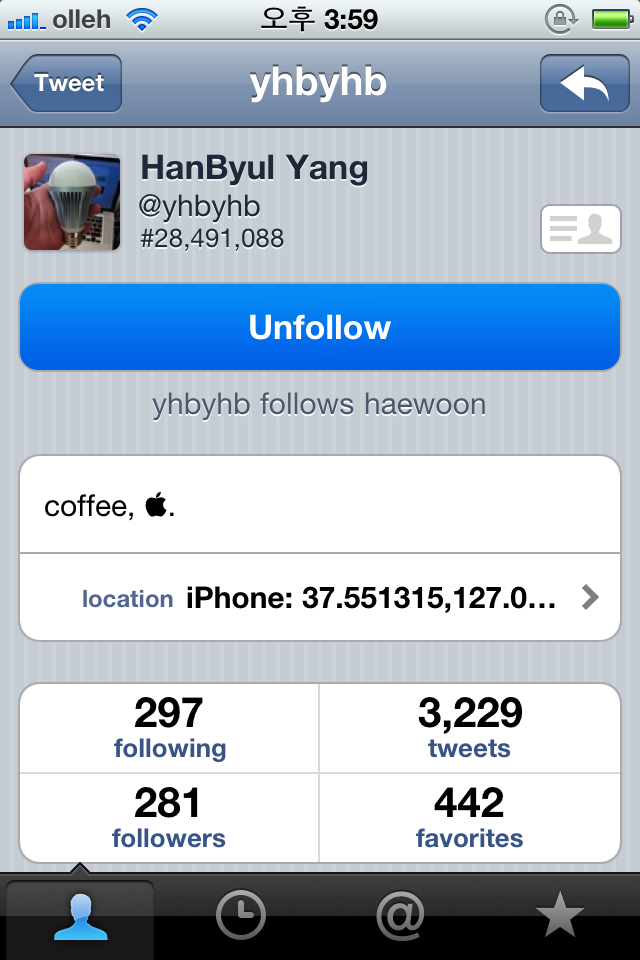 olleh 오후 3:59
Tweet yhbyhb
HanByul Yang
@yhbyhb
#28,491,088
Unfollow
yhbyhb follows haewoon
coffee, .
location iPhone: 37.551315,127.0...
297 3,229
following tweets
281 442
followers favorites
@